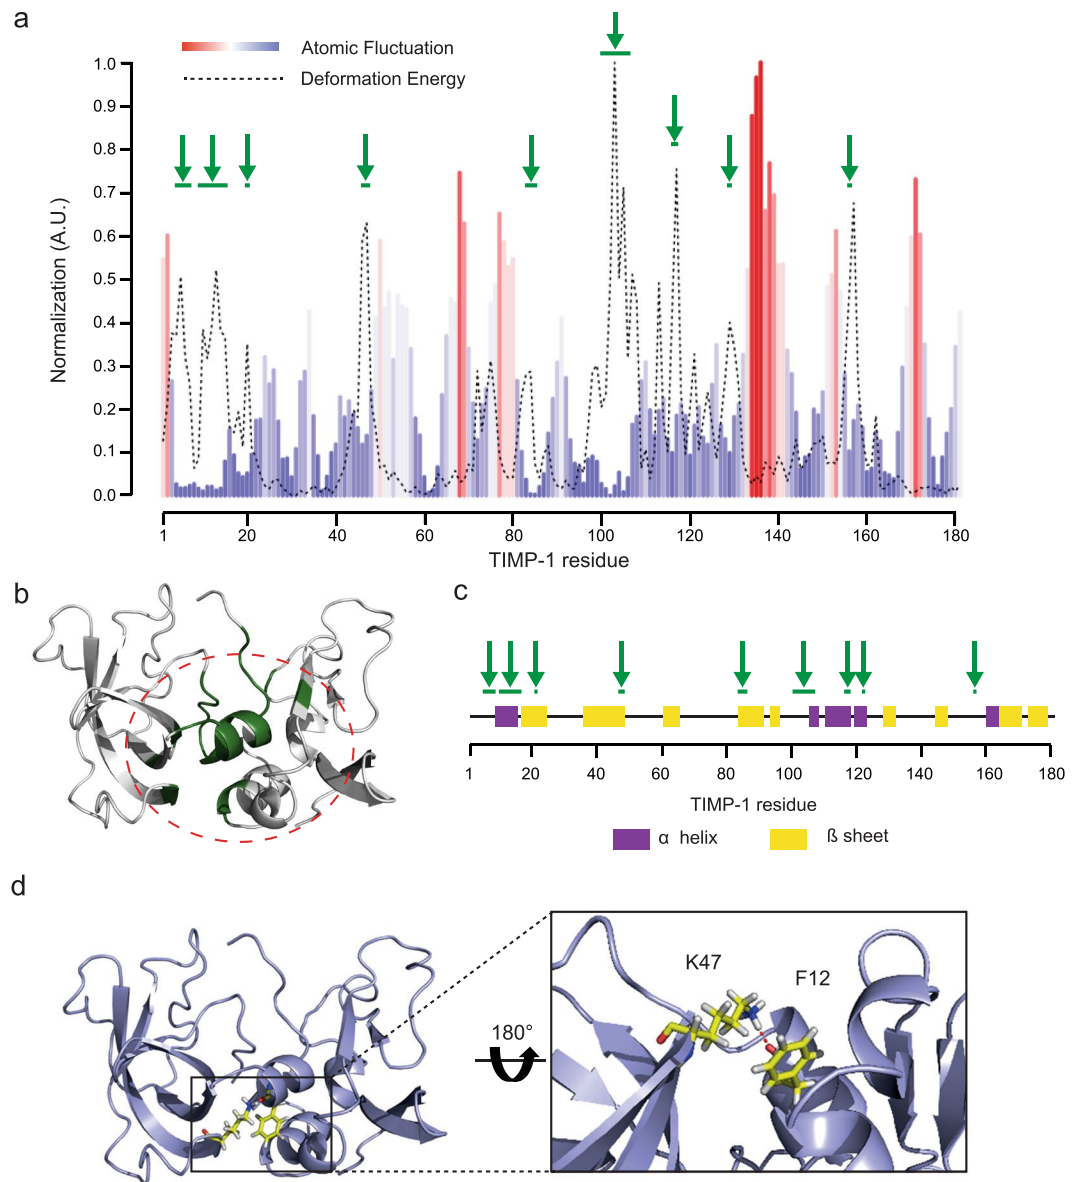 a
Atomic Fluctuation
Deformation Energy
Normalization (A.U.)
1.0
0.9
0.8
0.7
0.6
0.5
0.4
0.3
0.2
0.1
0.0
1 20 40 60 80 100 120 140 160 180
TIMP-1 residue
b
c
1 20 40 60 80 100 120 140 160 180
TIMP-1 residue
α helix
ß sheet
d
180°
K47
F12